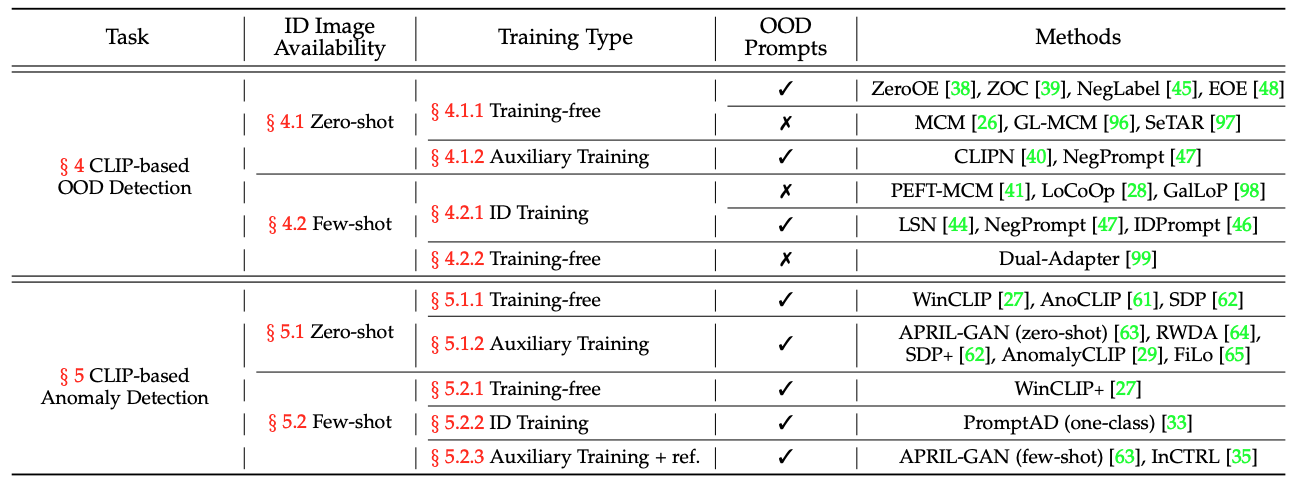 Task ID Image Availability Training Type OOD Prompts Methods
✓ ZeroOE [38], ZOC [39], NegLabel [45], EOE [48]
§ 4.1.1 Training-free
§ 4.1 Zero-shot ✗ MCM [26], GL-MCM [96], SeTAR [97]
§ 4.1.2 Auxiliary Training ✓ CLIPN [40], NegPrompt [47]
§ 4 CLIP-based
OOD Detection
✗ PEFT-MCM [41], LoCoOp [28], GalLoP [98]
§ 4.2.1 ID Training
§ 4.2 Few-shot ✓ LSN [44], NegPrompt [47], IDPrompt [46]
§ 4.2.2 Training-free ✗ Dual-Adapter [99]
§ 5.1.1 Training-free ✓ WinCLIP [27], AnoCLIP [61], SDP [62]
§ 5.1 Zero-shot
§ 5.1.2 Auxiliary Training ✓ APRIL-GAN (zero-shot) [63], RWDA [64],
SDP+ [62], AnomalyCLIP [29], FiLo [65]
§ 5 CLIP-based
Anomaly Detection
§ 5.2.1 Training-free ✓ WinCLIP+ [27]
§ 5.2 Few-shot § 5.2.2 ID Training ✓ PromptAD (one-class) [33]
§ 5.2.3 Auxiliary Training + ref. ✓ APRIL-GAN (few-shot) [63], InCTRL [35]